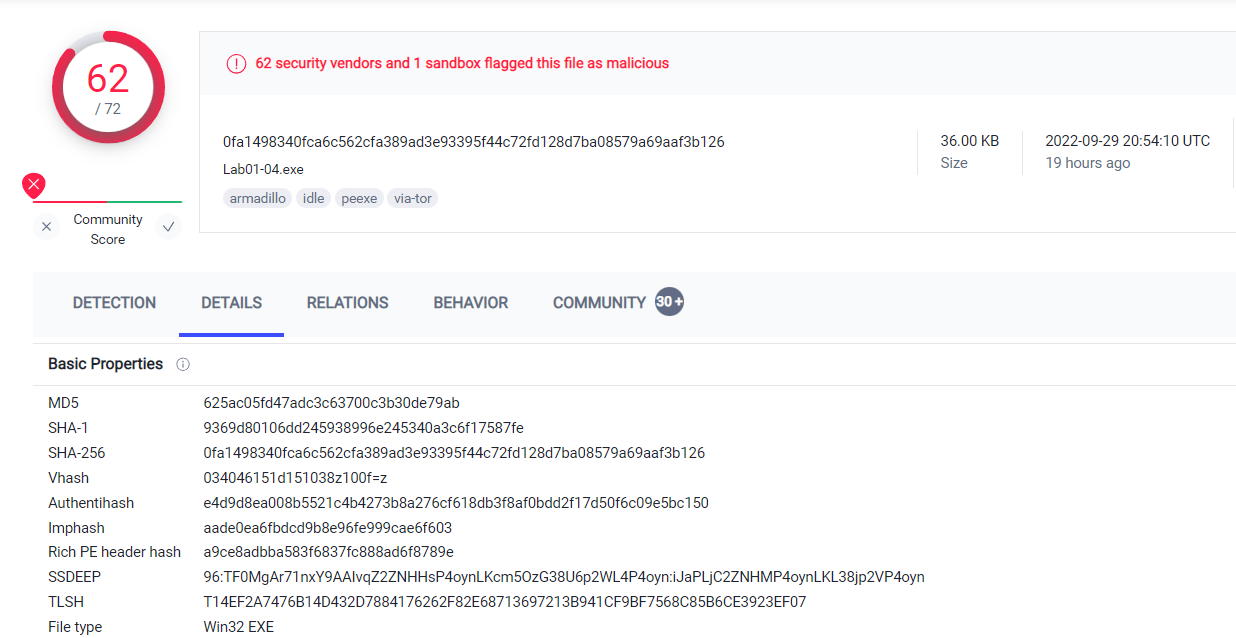 62
/ 72
Community
Score
62 security vendors and 1 sandbox flagged this file as malicious
0fa1498340fca6c562cfa389ad3e93395f44c72fd128d7ba08579a69aaf3b126
Lab01-04.exe
armadillo idle peexe via-tor
36.00 KB
Size
2022-09-29 20:54:10 UTC
19 hours ago
DETECTION DETAILS RELATIONS BEHAVIOR COMMUNITY 30+
Basic Properties
MD5 625ac05fd47adc3c63700c3b30de79ab
SHA-1 9369d80106dd245938996e245340a3c6f17587fe
SHA-256 0fa1498340fca6c562cfa389ad3e93395f44c72fd128d7ba08579a69aaf3b126
Vhash 034046151d151038z100f=z
Authentihash e4d9d8ea008b5521c4b4273b8a276cf618db3f8af0bdd2f17d50f6c09e5bc150
Imphash aade0ea6fbdcd9b8e96fe999cae6f603
Rich PE header hash a9ce8adbba583f6837fc888ad6f8789e
SSDEEP 96:TF0MgAr71nxY9AAIvqZ2ZNHHsP4oynLKcm5OzG38U6p2WL4P4oyn:iJaPLjC2ZNHMP4oynLKL38jp2VP4oyn
TLSH T14EF2A7476B14D432D7884176262F82E68713697213B941CF9BF7568C85B6CE3923EF07
File type Win32 EXE